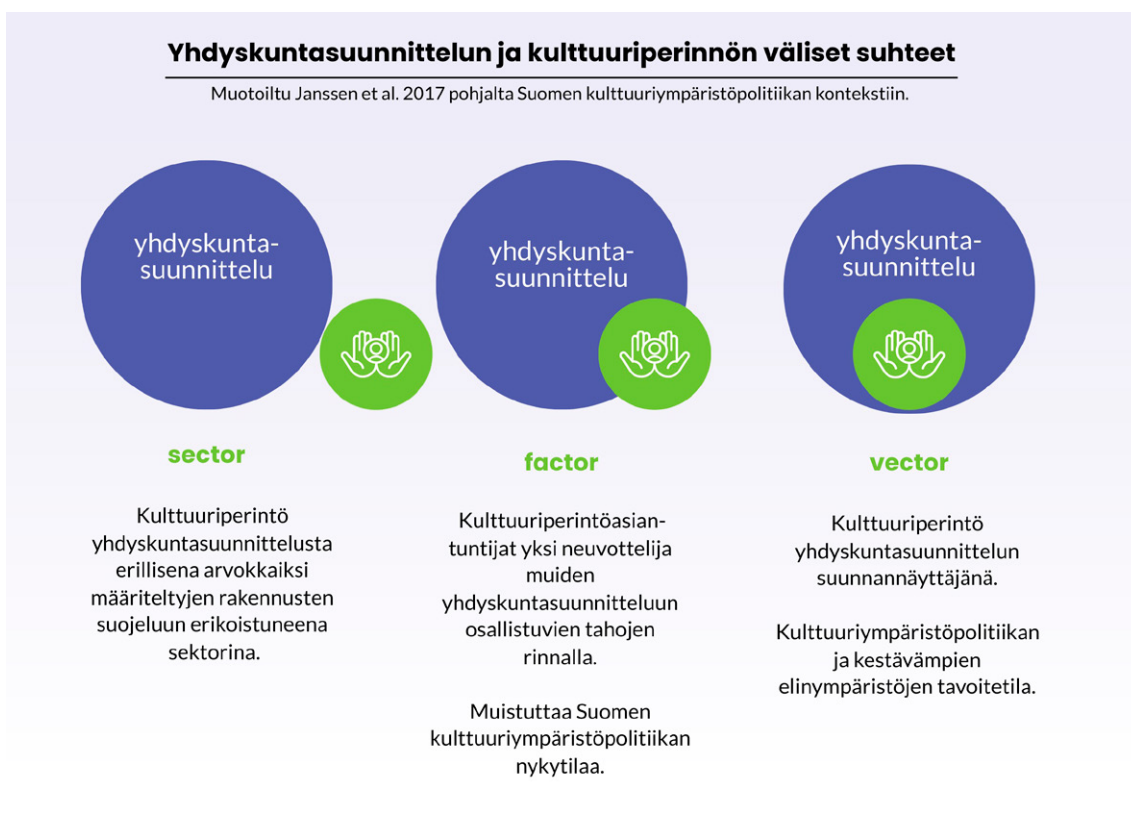 Yhdyskuntasuunnittelun ja kulttuuriperinnön väliset suhteet
Muotoiltu Janssen et al. 2017 pohjalta Suomen kulttuuriympäristöpolitiikan kontekstiin.
yhdyskunta-
suunnittelu
sector
Kulttuuriperintö
yhdyskuntasuunnittelusta
erillisena arvokkaiksi
määriteltyjen rakennusten
suojeluun erikoistuneena
sektorina.
yhdyskunta-
suunnittelu
factor
Kulttuuriperintöasian-
tuntijat yksi neuvottelija
muiden
yhdyskuntasuunnitteluun
osallistuvien tahojen
rinnalla.
Muistuttaa Suomen
kulttuuriympäristöpolitiikan
nykytilaa.
yhdyskunta-
suunnittelu
vector
Kulttuuriperintö
yhdyskuntasuunnittelun
suunnannäyttäjänä.
Kulttuuriympäristöpolitiikan
ja kestävämpien
elinympäristöjen tavoitetila.